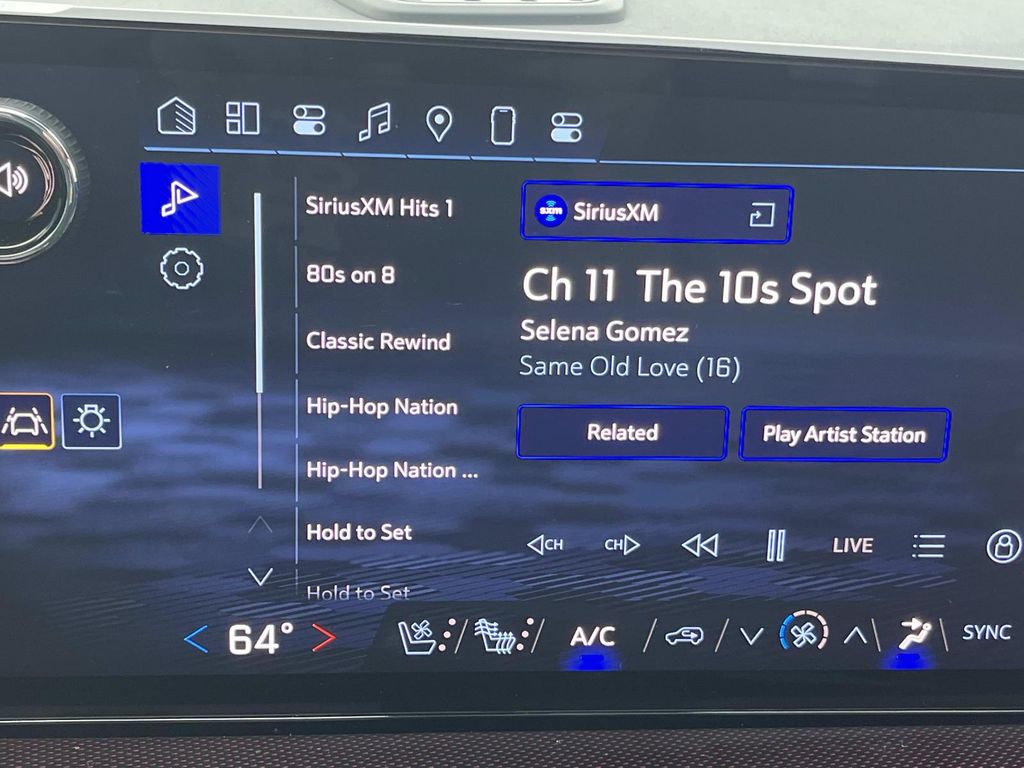 SiriusXM Hits 1
80s on 8
Classic Rewind
Hip-Hop Nation
Hip-Hop Nation ...
Hold to Set
Hold to Set
sxm SiriusXM
Ch 11 The 10s Spot
Selena Gomez
Same Old Love (16)
Related
Play Artist Station
CH CH LIVE
64° A/C SYNC